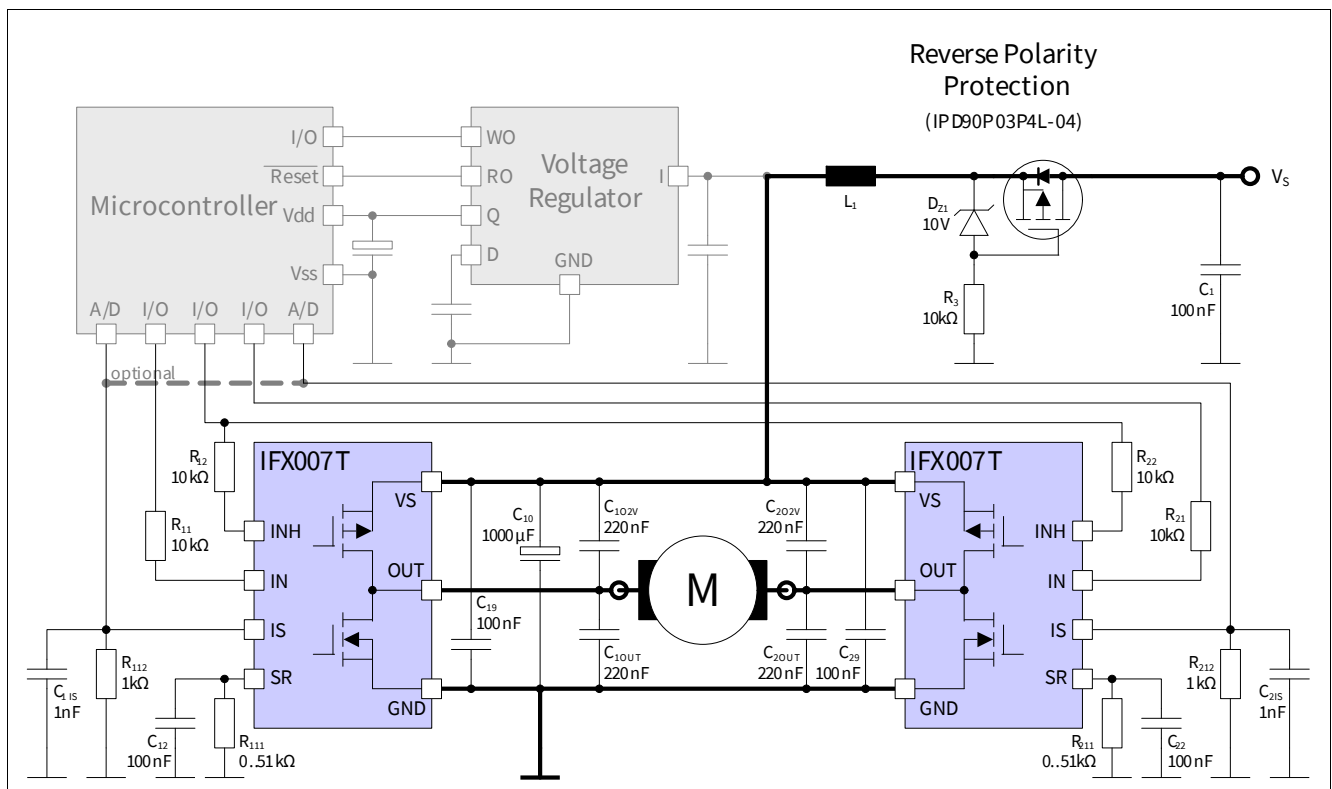 Reverse Polarity
Protection
(IPD90P03P4L-04)
Microcontroller
I/O
Reset
Vdd
Vss
A/D
I/O
I/O
I/O
A/D
WO
RO
Q
D
Voltage
Regulator
I
GND
L1
DZ1
10V
R3
10kΩ
VS
C1
100nF
optional
R12
10kΩ
R11
10kΩ
IFX007T
VS
INH
IN
IS
SR
OUT
GND
C10
1000µF
C1O2V
220nF
C19
100nF
C1OUT
220nF
M
C2O2V
220nF
C2OUT
220nF
C29
100nF
IFX007T
VS
OUT
GND
INH
IN
IS
SR
R22
10kΩ
R21
10kΩ
C1IS
1nF
R112
1kΩ
C12
100nF
R111
0..51kΩ
R211
0..51kΩ
C22
100nF
R212
1kΩ
C2IS
1nF